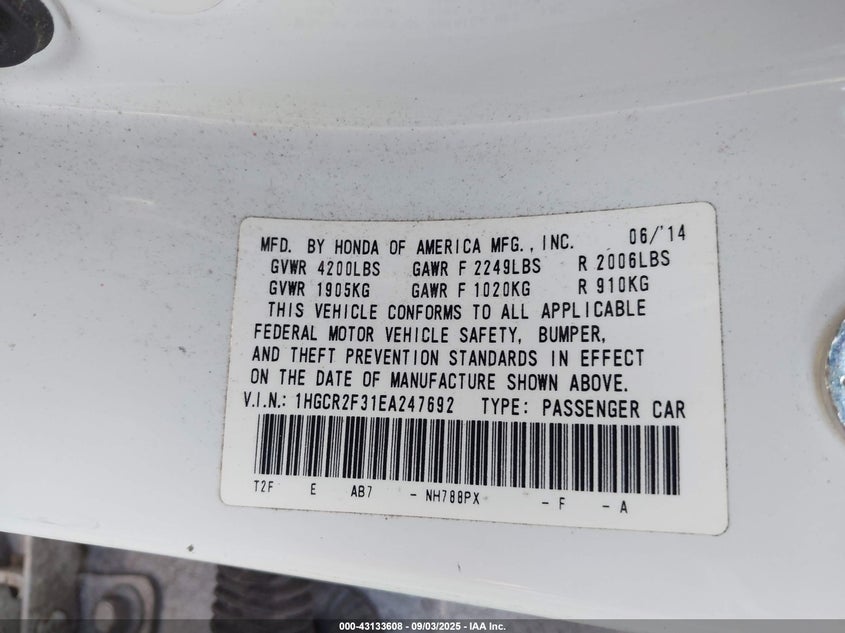 MFD. BY HONDA OF AMERICA MFG., INC. 06/'14
GVWR 4200LBS GAWR F 2249LBS R 2006LBS
GVWR 1905KG GAWR F 1020KG R 910KG
THIS VEHICLE CONFORMS TO ALL APPLICABLE
FEDERAL MOTOR VEHICLE SAFETY, BUMPER,
AND THEFT PREVENTION STANDARDS IN EFFECT
ON THE DATE OF MANUFACTURE SHOWN ABOVE.
V.I.N.: 1HGCR2F31EA247692 TYPE: PASSENGER CAR
T2F E AB7 - NH788PX - F - A
000-43133608 - 09/03/2025 - IAA Inc.